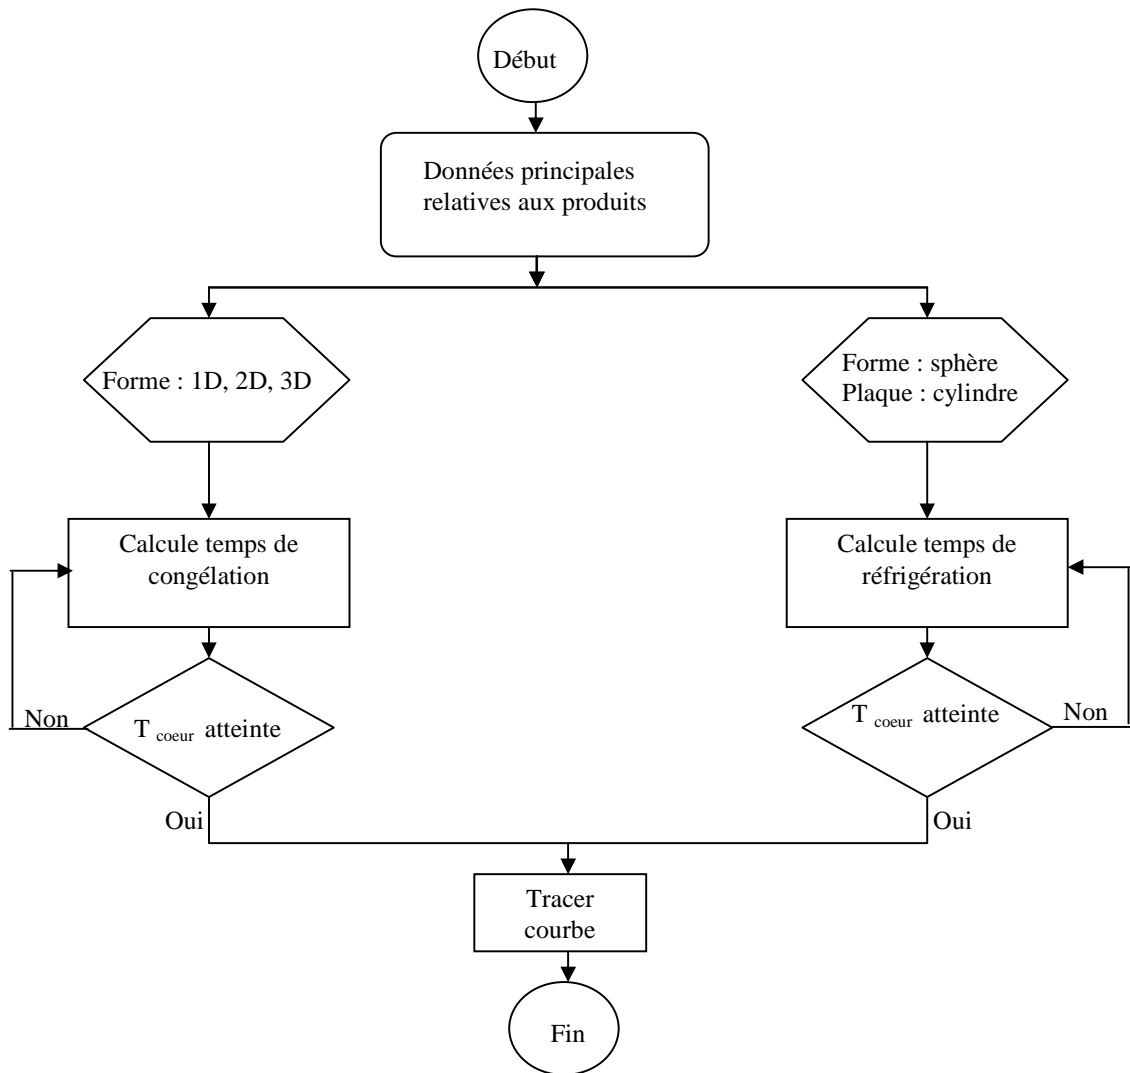 Début
Données principales
relatives aux produits
Forme : 1D, 2D, 3D
Forme : sphère
Plaque : cylindre
Calcule temps de
congélation
Calcule temps de
réfrigération
Non
T coeur atteinte
T coeur atteinte
Non
Oui
Oui
Tracer
courbe
Fin